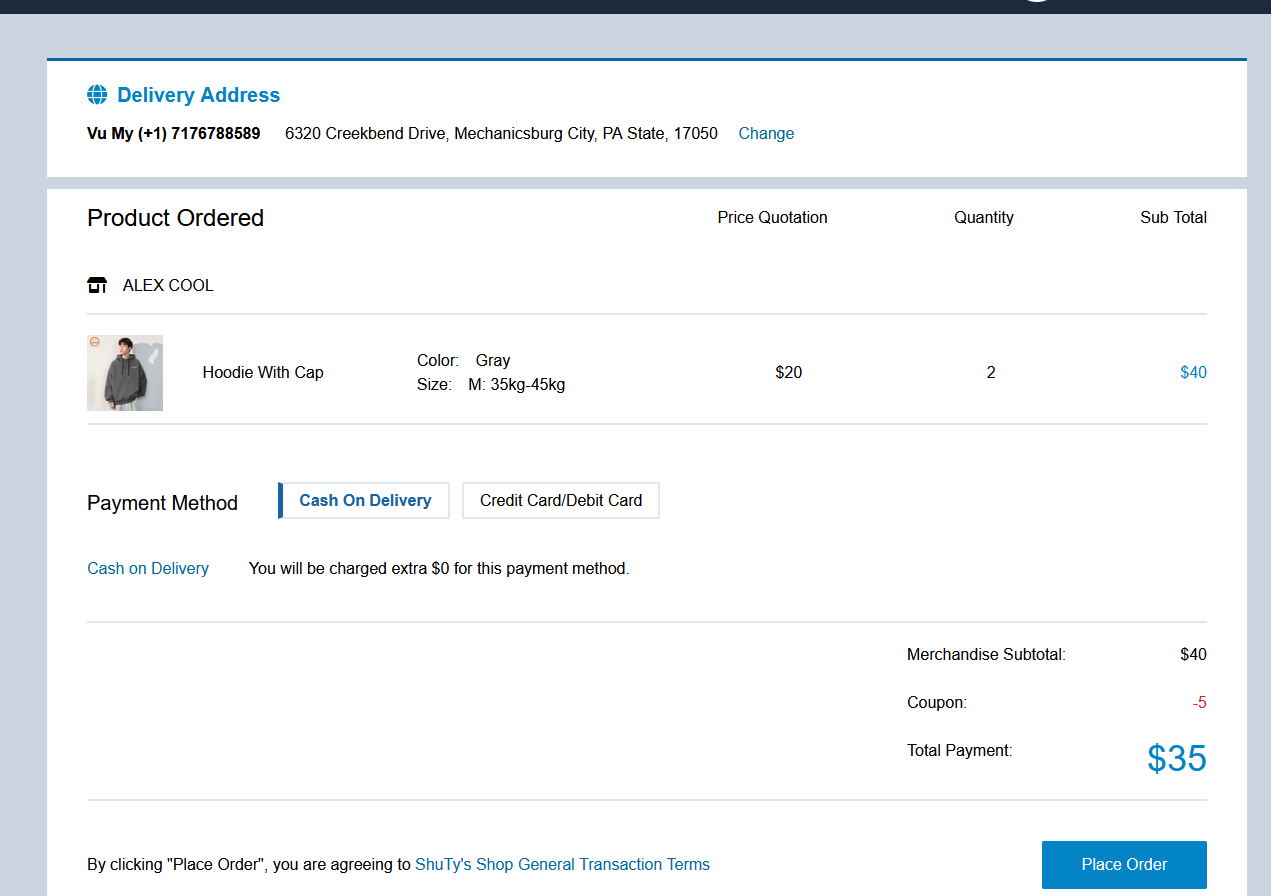 Delivery Address
Vu My (+1) 7176788589 6320 Creekbend Drive, Mechanicsburg City, PA State, 17050 Change
Product Ordered Price Quotation Quantity Sub Total
ALEX COOL
Hoodie With Cap Color: Gray $20 2 $40
Size: M: 35kg-45kg
Payment Method Cash On Delivery Credit Card/Debit Card
Cash on Delivery You will be charged extra $0 for this payment method.
Merchandise Subtotal: $40
Coupon: -5
Total Payment: $35
By clicking "Place Order", you are agreeing to ShuTy's Shop General Transaction Terms Place Order